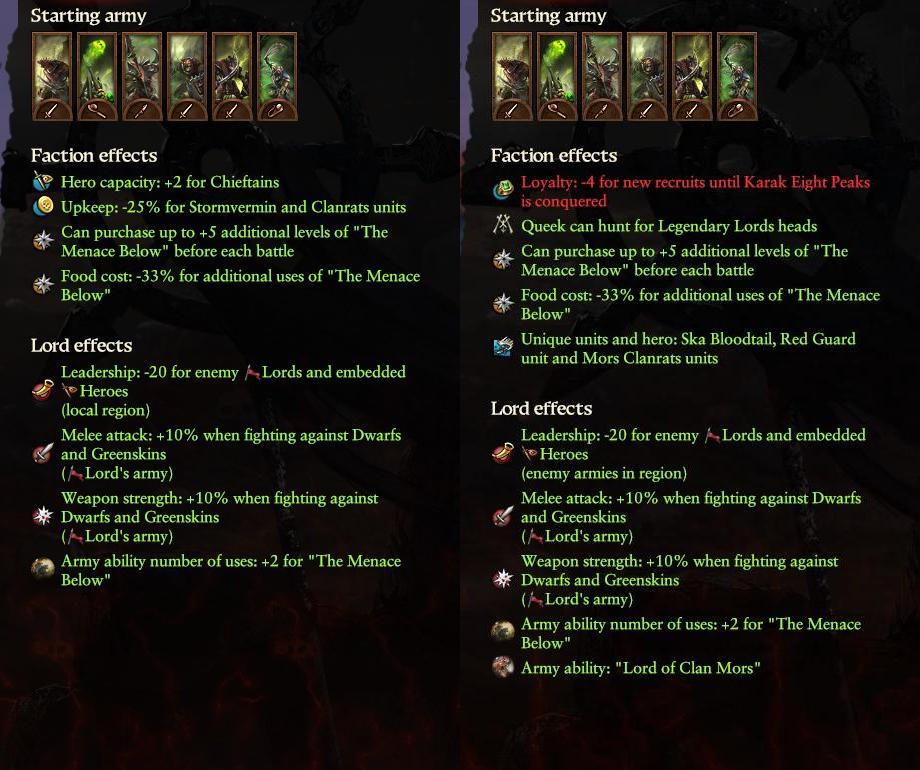 Starting army
Faction effects
Hero capacity: +2 for Chieftains
Upkeep: -25% for Stormvermin and Clanrats units
Can purchase up to +5 additional levels of "The
Menace Below" before each battle
Food cost: -33% for additional uses of "The Menace
Below"
Lord effects
Leadership: -20 for enemy Lords and embedded
Heroes
(local region)
Melee attack: +10% when fighting against Dwarfs
and Greenskins
(Lord's army)
Weapon strength: +10% when fighting against
Dwarfs and Greenskins
(Lord's army)
Army ability number of uses: +2 for "The Menace
Below"
Starting army
Faction effects
Loyalty: -4 for new recruits until Karak Eight Peaks
is conquered
Queek can hunt for Legendary Lords heads
Can purchase up to +5 additional levels of "The
Menace Below" before each battle
Food cost: -33% for additional uses of "The Menace
Below"
Unique units and hero: Ska Bloodtail, Red Guard
unit and Mors Clanrats units
Lord effects
Leadership: -20 for enemy Lords and embedded
Heroes
(enemy armies in region)
Melee attack: +10% when fighting against Dwarfs
and Greenskins
(Lord's army)
Weapon strength: +10% when fighting against
Dwarfs and Greenskins
(Lord's army)
Army ability number of uses: +2 for "The Menace
Below"
Army ability: "Lord of Clan Mors"